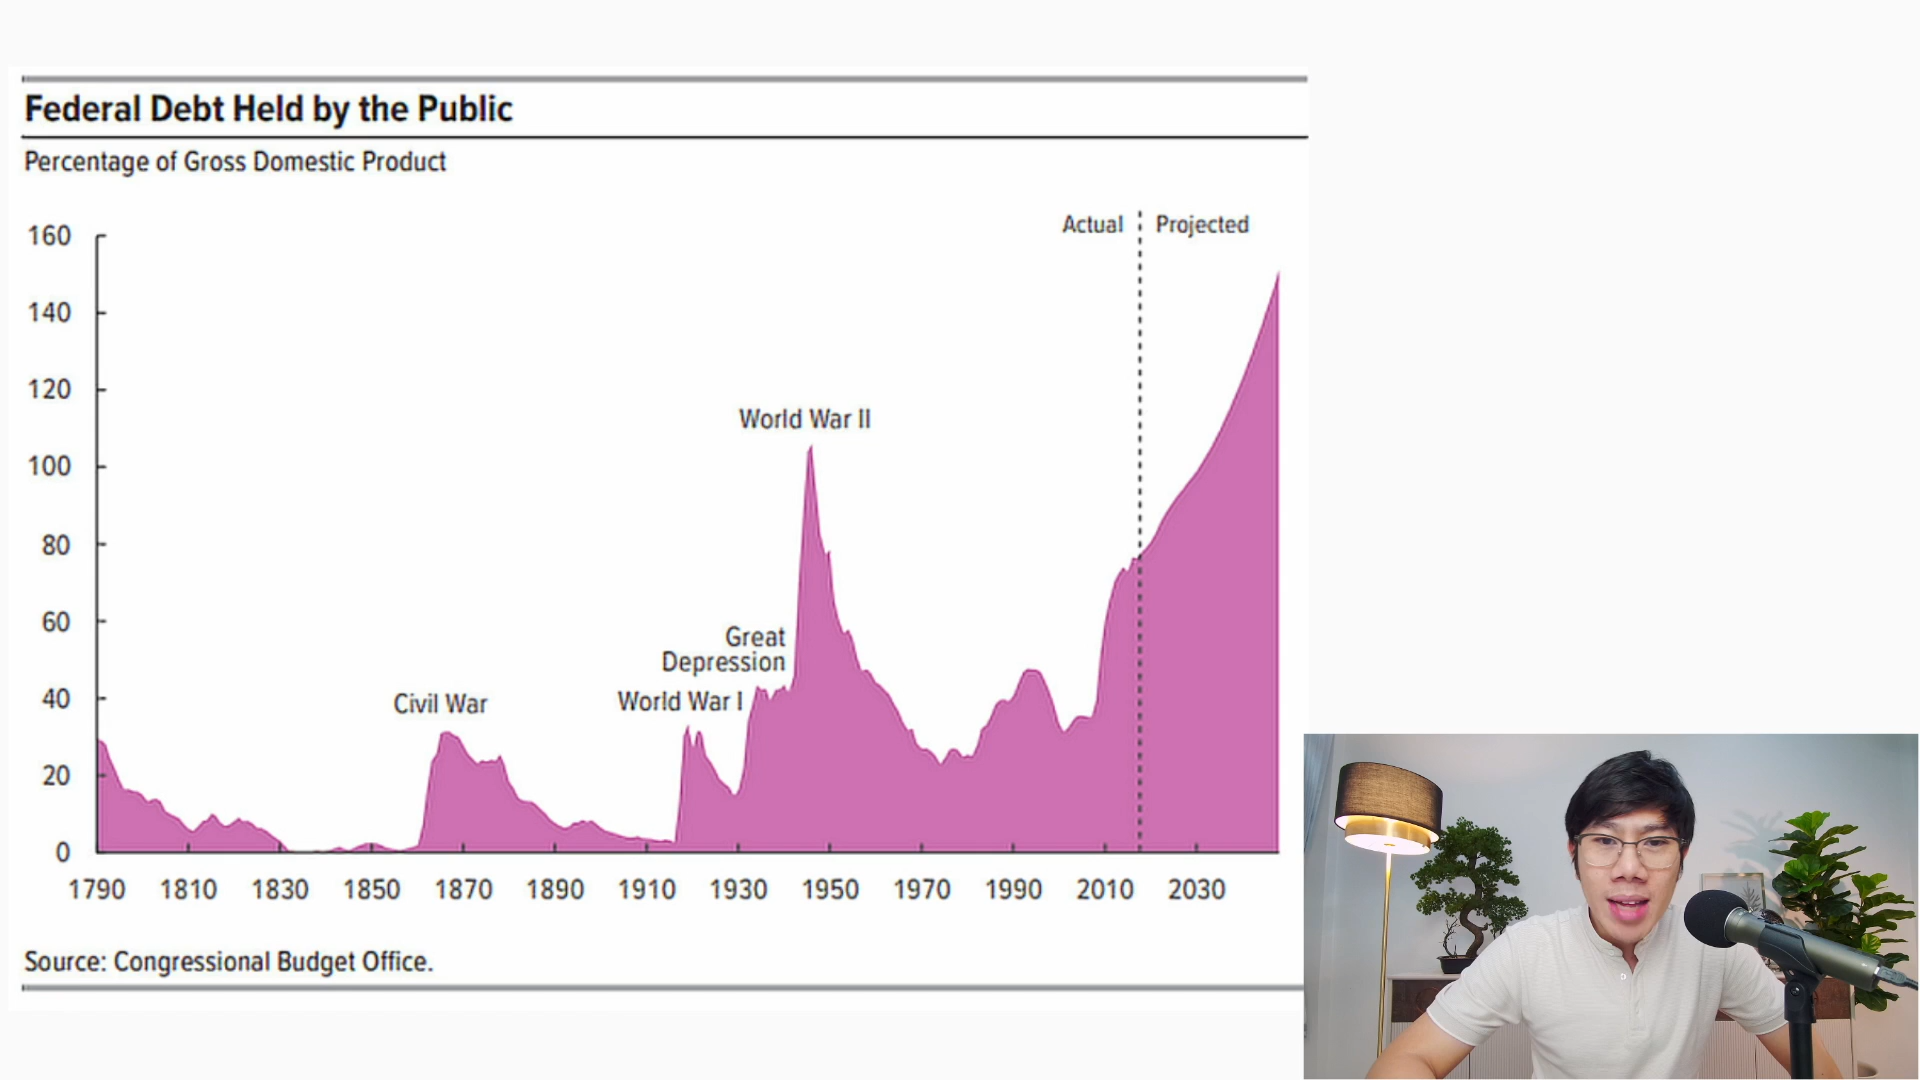 Federal Debt Held by the Public
Percentage of Gross Domestic Product
Actual Projected
160
140
120
100
80
60
40
20
0
World War II
Great
Depression
World War I
Civil War
1790 1810 1830 1850 1870 1890 1910 1930 1950 1970 1990 2010 2030
Source: Congressional Budget Office.